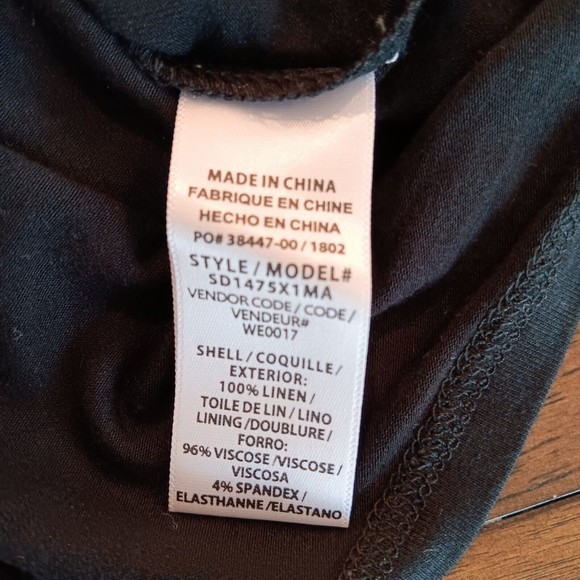 MADE IN CHINA
FABRIQUE EN CHINE
HECHO EN CHINA
PO# 38447-00 / 1802
STYLE / MODEL#
SD1475X1MA
VENDOR CODE / CODE /
VENDEUR#
WE0017
SHELL / COQUILLE /
EXTERIOR:
100% LINEN /
TOILE DE LIN / LINO
LINING /DOUBLURE /
FORRO:
96% VISCOSE /VISCOSE /
VISCOSA
4% SPANDEX /
ELASTHANNE /ELASTANO